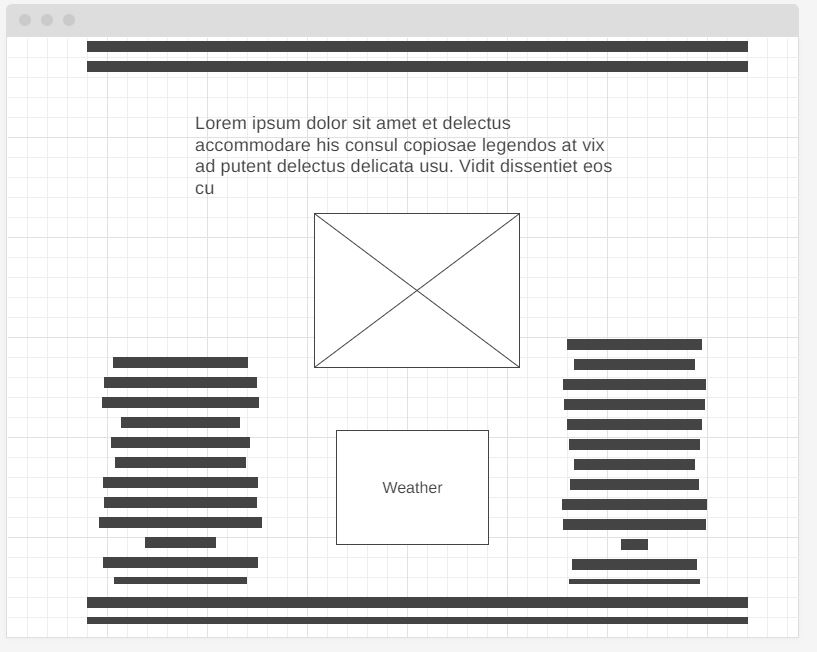 Lorem ipsum dolor sit amet et delectus
accommodare his consul copiosae legendos at vix
ad putent delectus delicata usu. Vidit dissentiet eos
cu
Weather